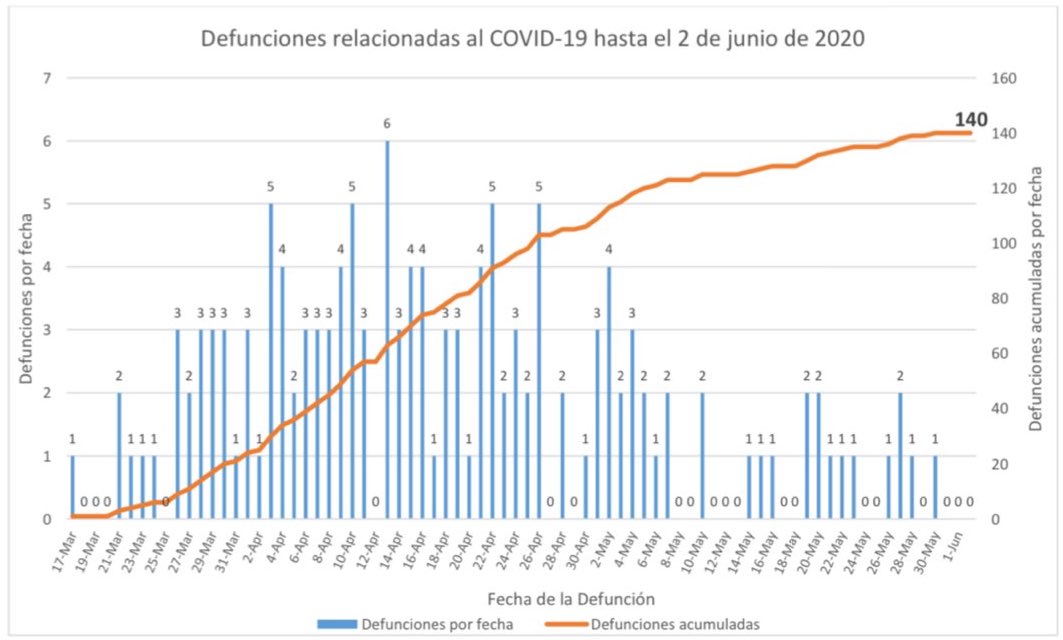 Defunciones relacionadas al COVID-19 hasta el 2 de junio de 2020
Defunciones por fecha
7
6
5
4
3
2
1
0
1 0 0 0 2 1 1 1 0 3 2 3 3 3 1 3 1 5 4 2 3 3 3 4 5 3 0 6 3 4 4 1 3 3 1 4 5 2 3 2 5 0 2 0 1 3 4 2 3 2 1 2 0 0 2 0 0 0 1 1 1 0 0 2 2 1 1 1 0 0 1 2 1 0 1 0 0 0
140
160
140
120
100
80
60
40
20
0
Defunciones acumuladas por fecha
17-Mar 19-Mar 21-Mar 23-Mar 25-Mar 27-Mar 29-Mar 31-Mar 2-Apr 4-Apr 6-Apr 8-Apr 10-Apr 12-Apr 14-Apr 16-Apr 18-Apr 20-Apr 22-Apr 24-Apr 26-Apr 28-Apr 30-Apr 2-May 4-May 6-May 8-May 10-May 12-May 14-May 16-May 18-May 20-May 22-May 24-May 26-May 28-May 30-May 1-Jun
Fecha de la Defunción
Defunciones por fecha Defunciones acumuladas